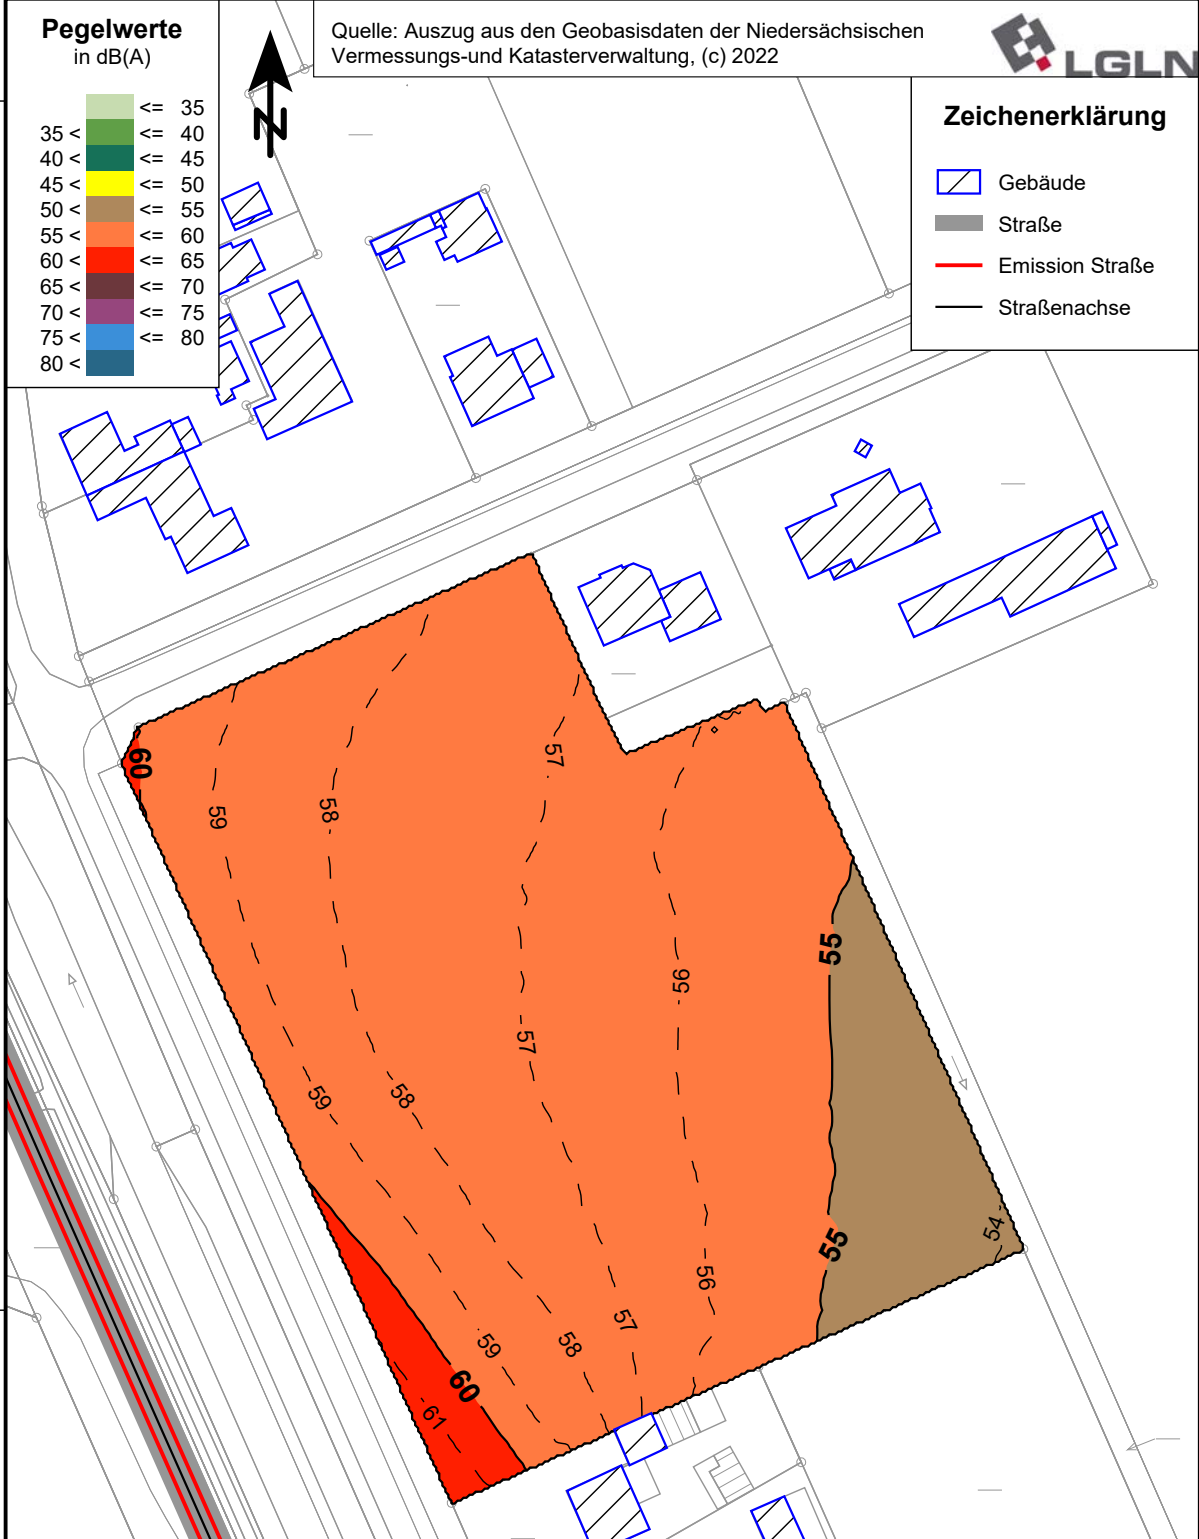 Pegelwerte
in dB(A)
<= 35
35 < <= 40
40 < <= 45
45 < <= 50
50 < <= 55
55 < <= 60
60 < <= 65
65 < <= 70
70 < <= 75
75 < <= 80
80 <
N
Quelle: Auszug aus den Geobasisdaten der Niedersächsischen
Vermessungs-und Katasterverwaltung, (c) 2022
LGLN
Zeichenerklärung
Gebäude
Straße
Emission Straße
Straßenachse
60
59
58
57
56
55
57
59
58
55
56
54
59
58
57
60
61